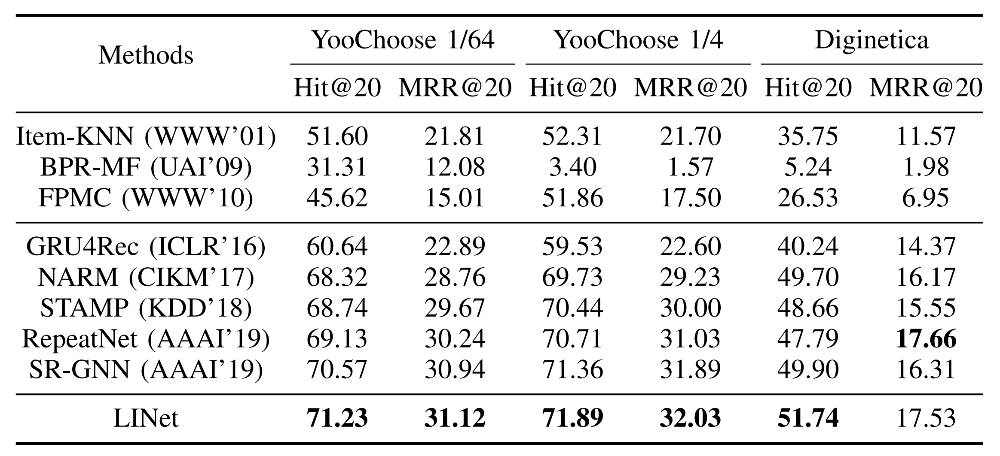 Methods YooChoose 1/64 YooChoose 1/4 Diginetica
Hit@20 MRR@20 Hit@20 MRR@20 Hit@20 MRR@20
Item-KNN (WWW’01) 51.60 21.81 52.31 21.70 35.75 11.57
BPR-MF (UAI’09) 31.31 12.08 3.40 1.57 5.24 1.98
FPMC (WWW’10) 45.62 15.01 51.86 17.50 26.53 6.95
GRU4Rec (ICLR’16) 60.64 22.89 59.53 22.60 40.24 14.37
NARM (CIKM’17) 68.32 28.76 69.73 29.23 49.70 16.17
STAMP (KDD’18) 68.74 29.67 70.44 30.00 48.66 15.55
RepeatNet (AAAI’19) 69.13 30.24 70.71 31.03 47.79 17.66
SR-GNN (AAAI’19) 70.57 30.94 71.36 31.89 49.90 16.31
LINet 71.23 31.12 71.89 32.03 51.74 17.53